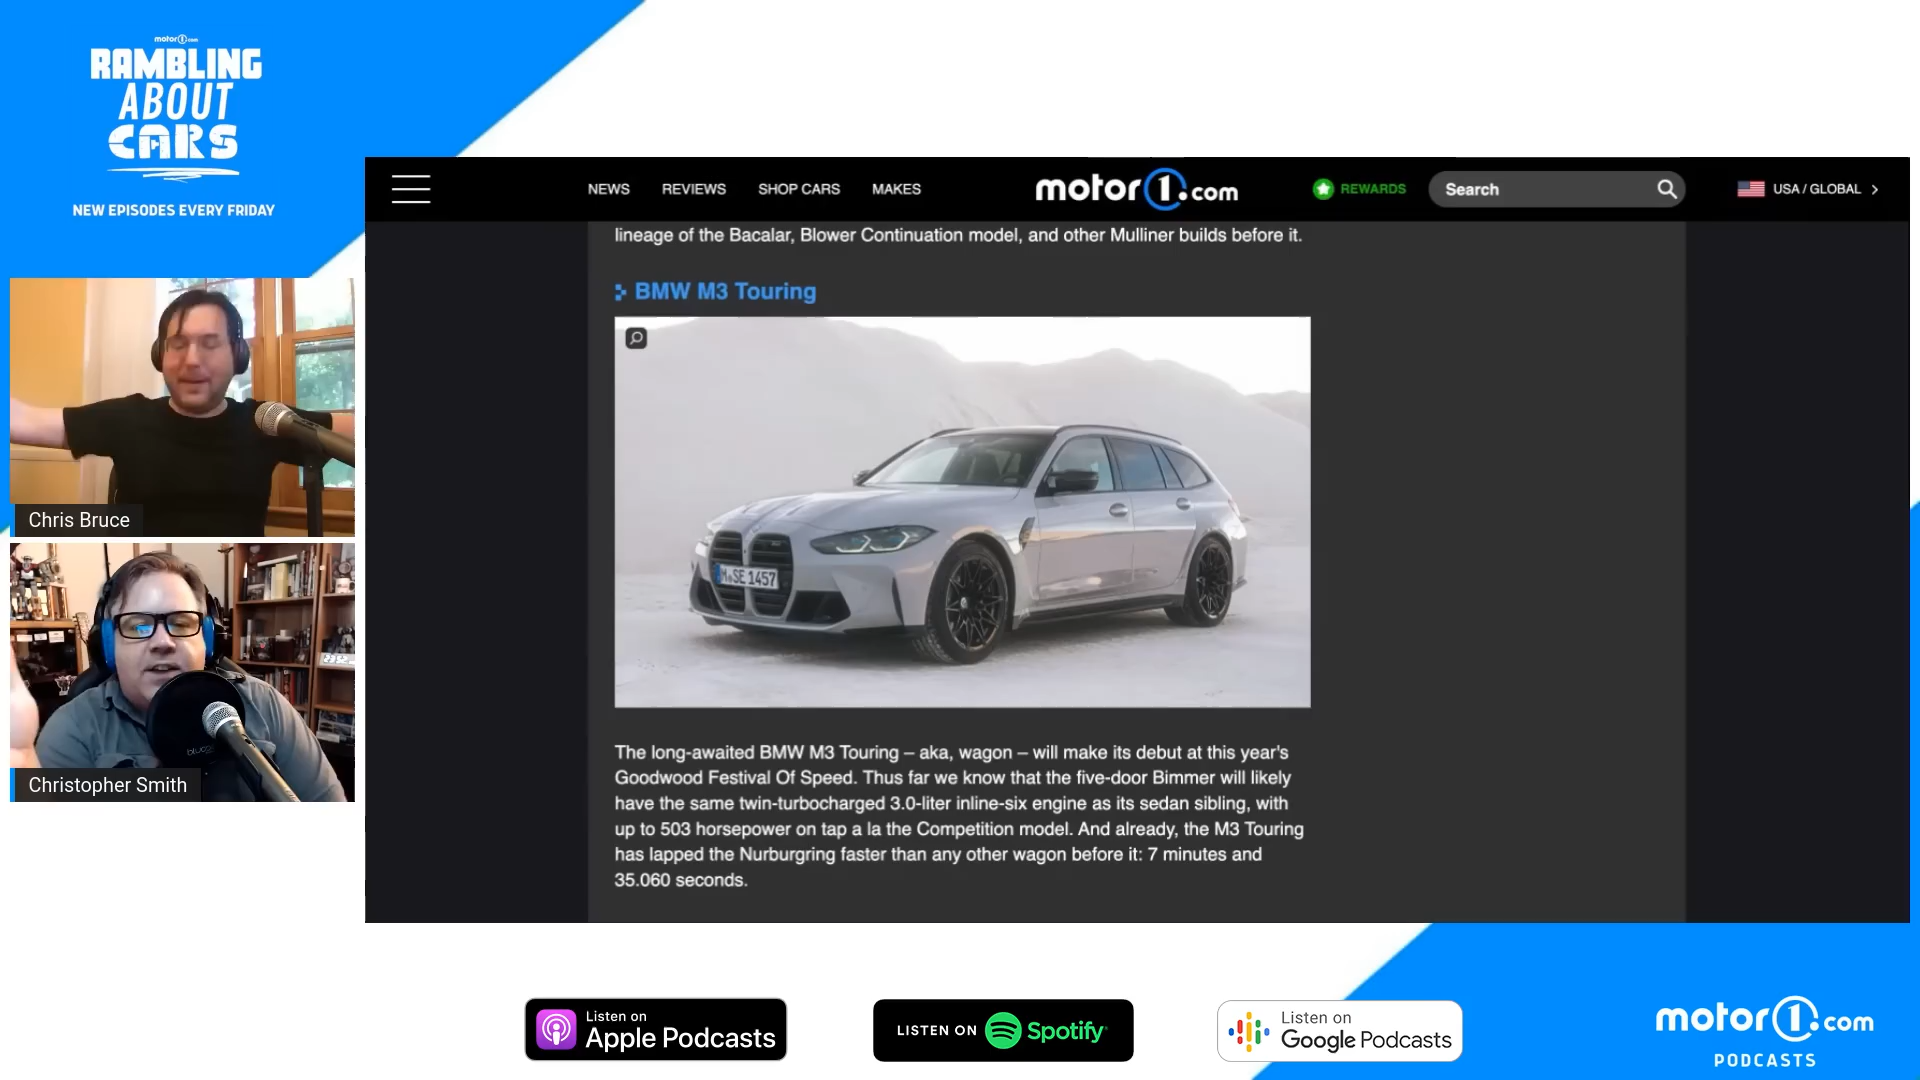 motor1.com
RAMBLING
ABOUT
CARS
NEW EPISODES EVERY FRIDAY
Chris Bruce
Christopher Smith
NEWS REVIEWS SHOP CARS MAKES motor1.com REWARDS Search USA / GLOBAL
lineage of the Bacalar, Blower Continuation model, and other Mulliner builds before it.
BMW M3 Touring
M SE 1457
The long-awaited BMW M3 Touring – aka, wagon – will make its debut at this year's
Goodwood Festival Of Speed. Thus far we know that the five-door Bimmer will likely
have the same twin-turbocharged 3.0-liter inline-six engine as its sedan sibling, with
up to 503 horsepower on tap a la the Competition model. And already, the M3 Touring
has lapped the Nurburgring faster than any other wagon before it: 7 minutes and
35.060 seconds.
Listen on
Apple Podcasts
LISTEN ON Spotify
Listen on
Google Podcasts
motor1.com
PODCASTS